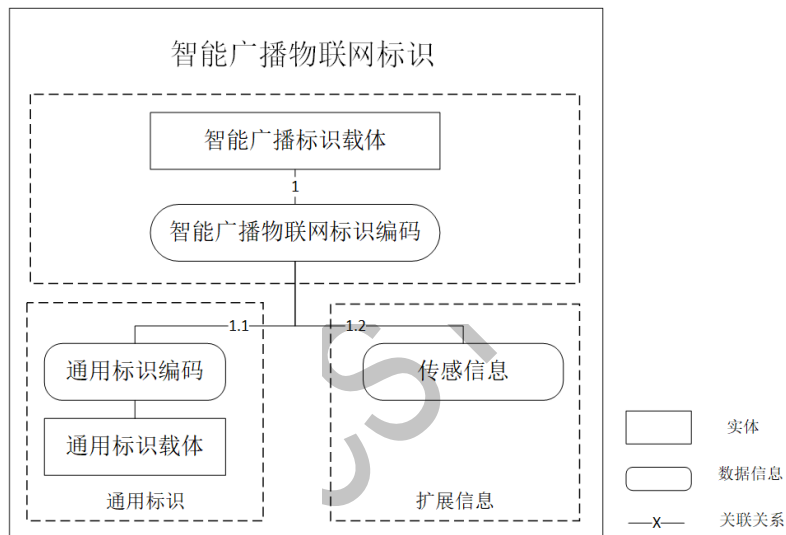 智能广播物联网标识
智能广播标识载体
1
智能广播物联网标识编码
1.1
1.2
通用标识编码
传感信息
通用标识载体
通用标识
扩展信息
实体
数据信息
X
关联关系